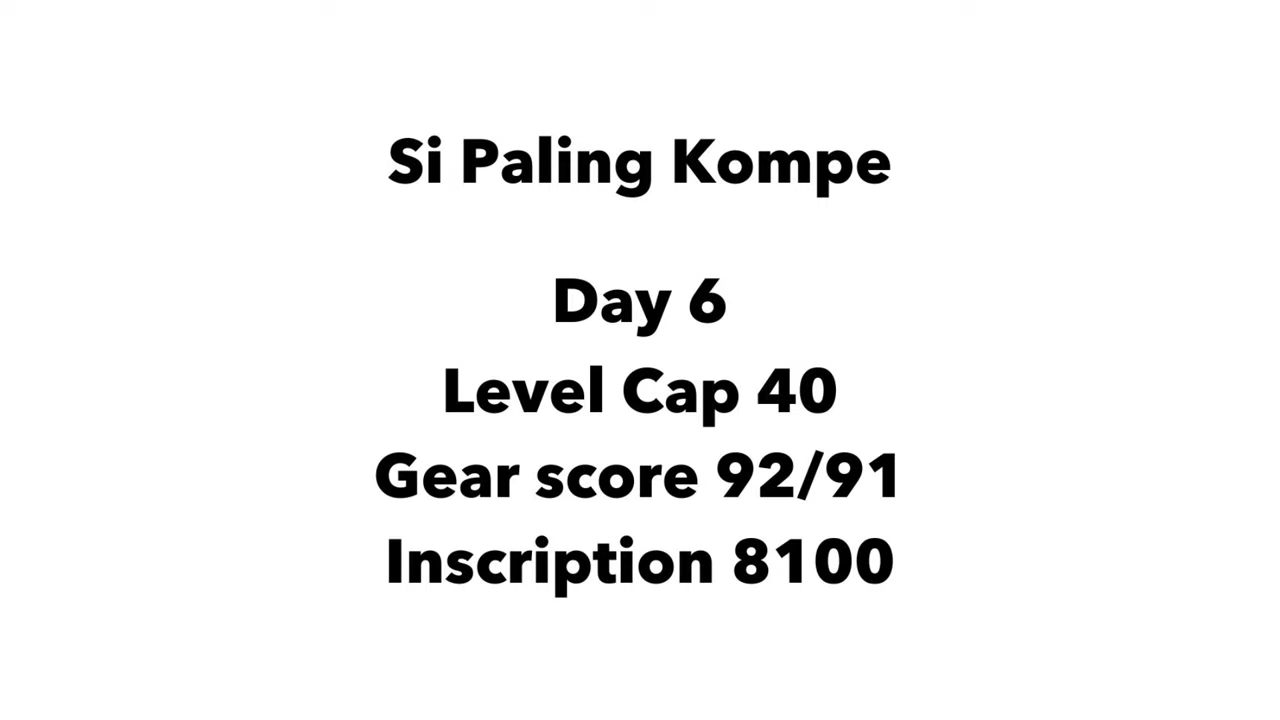 Si Paling Kompe
Day 6
Level Cap 40
Gear score 92/91
Inscription 8100